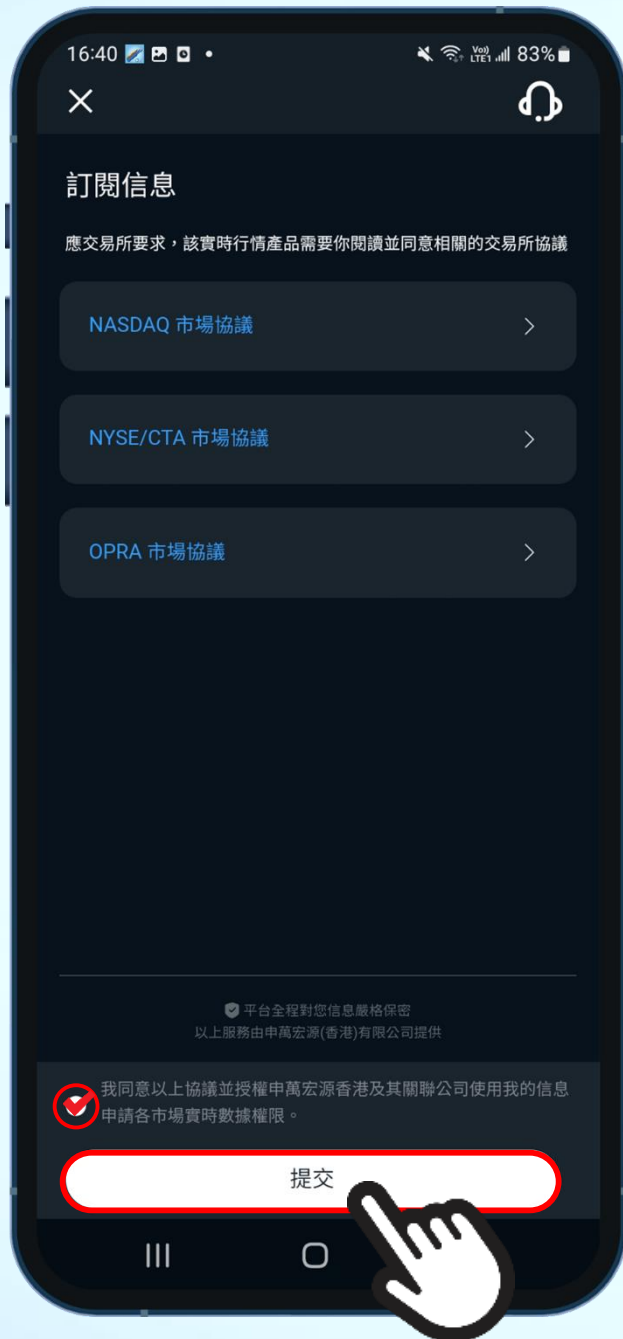 16:40
Vo)) LTE1 83%
訂閱信息
應交易所要求，該實時行情產品需要你閱讀並同意相關的交易所協議
NASDAQ 市場協議
NYSE/CTA 市場協議
OPRA 市場協議
平台全程對您信息嚴格保密
以上服務由申萬宏源(香港)有限公司提供
我同意以上協議並授權申萬宏源香港及其關聯公司使用我的信息
申請各市場實時數據權限。
提交